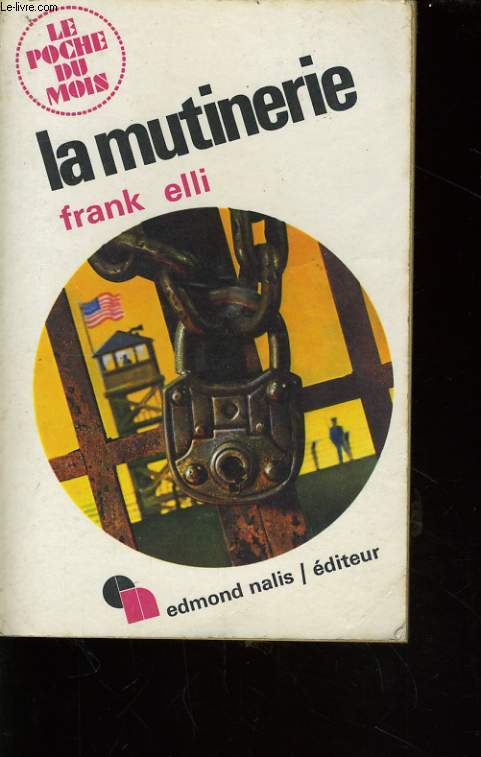 Le-livre.com
LE
POCHE
DU
MOIS
la mutinerie
frank elli
edmond nalis / éditeur